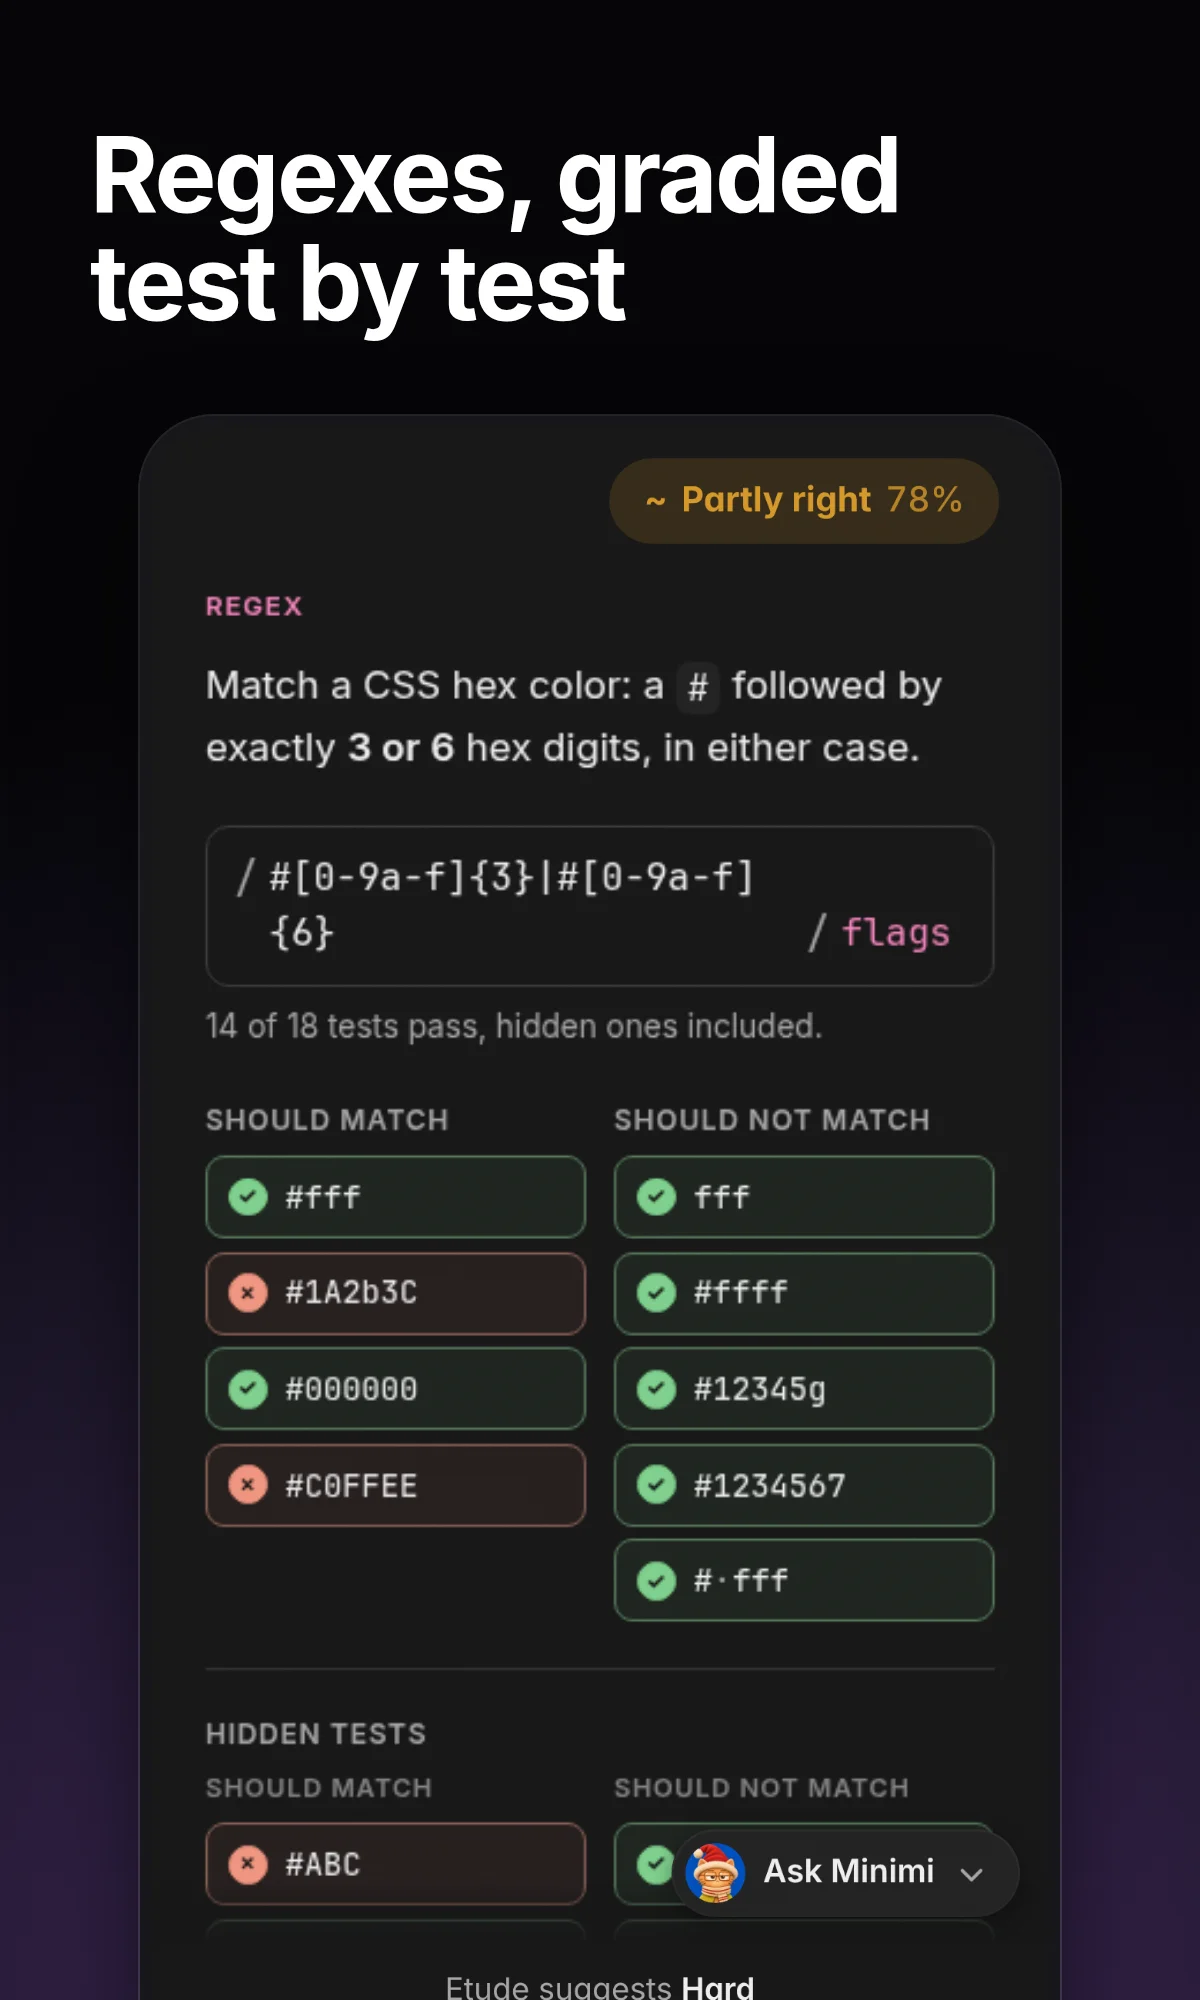 Regexes, graded
test by test
~ Partly right 78%
REGEX
Match a CSS hex color: a # followed by
exactly 3 or 6 hex digits, in either case.
/ #[0-9a-f]{3}|#[0-9a-f]
{6} / flags
14 of 18 tests pass, hidden ones included.
SHOULD MATCH
#fff
#1A2b3C
#000000
#C0FFEE
SHOULD NOT MATCH
fff
#ffff
#12345g
#1234567
#·fff
HIDDEN TESTS
SHOULD MATCH
#ABC
SHOULD NOT MATCH
Ask Minimi
Etude suggests Hard